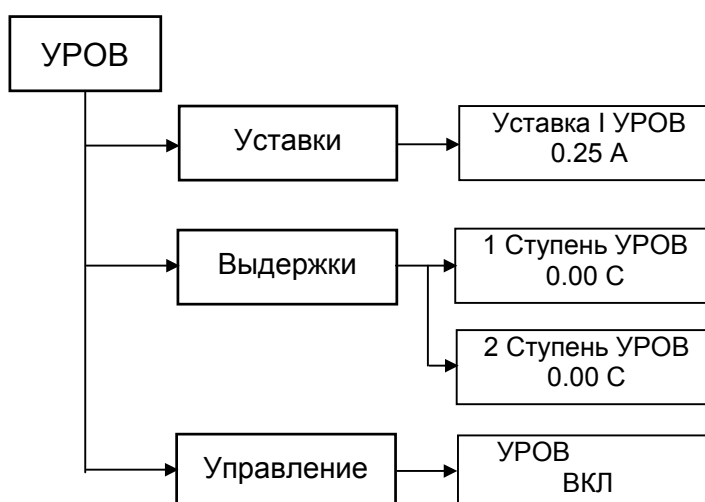 УРОВ
Уставки
Уставка I УРОВ
0.25 А
Выдержки
1 Ступень УРОВ
0.00 С
2 Ступень УРОВ
0.00 С
Управление
УРОВ
ВКЛ